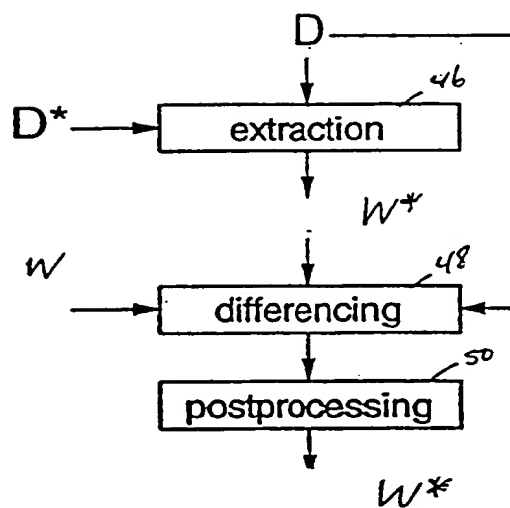 D
46
D* extraction
W*
W 48
differencing
50
postprocessing
W*